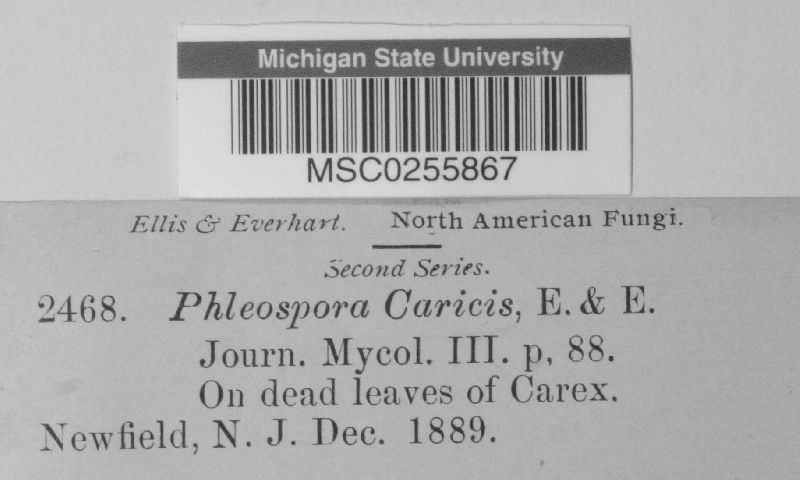 Michigan State University
MSC0255867
Ellis & Everhart. North American Fungi.
Second Series.
2468. Phleospora Caricis, E. & E.
Journ. Mycol. III. p, 88.
On dead leaves of Carex.
Newfield, N. J. Dec. 1889.